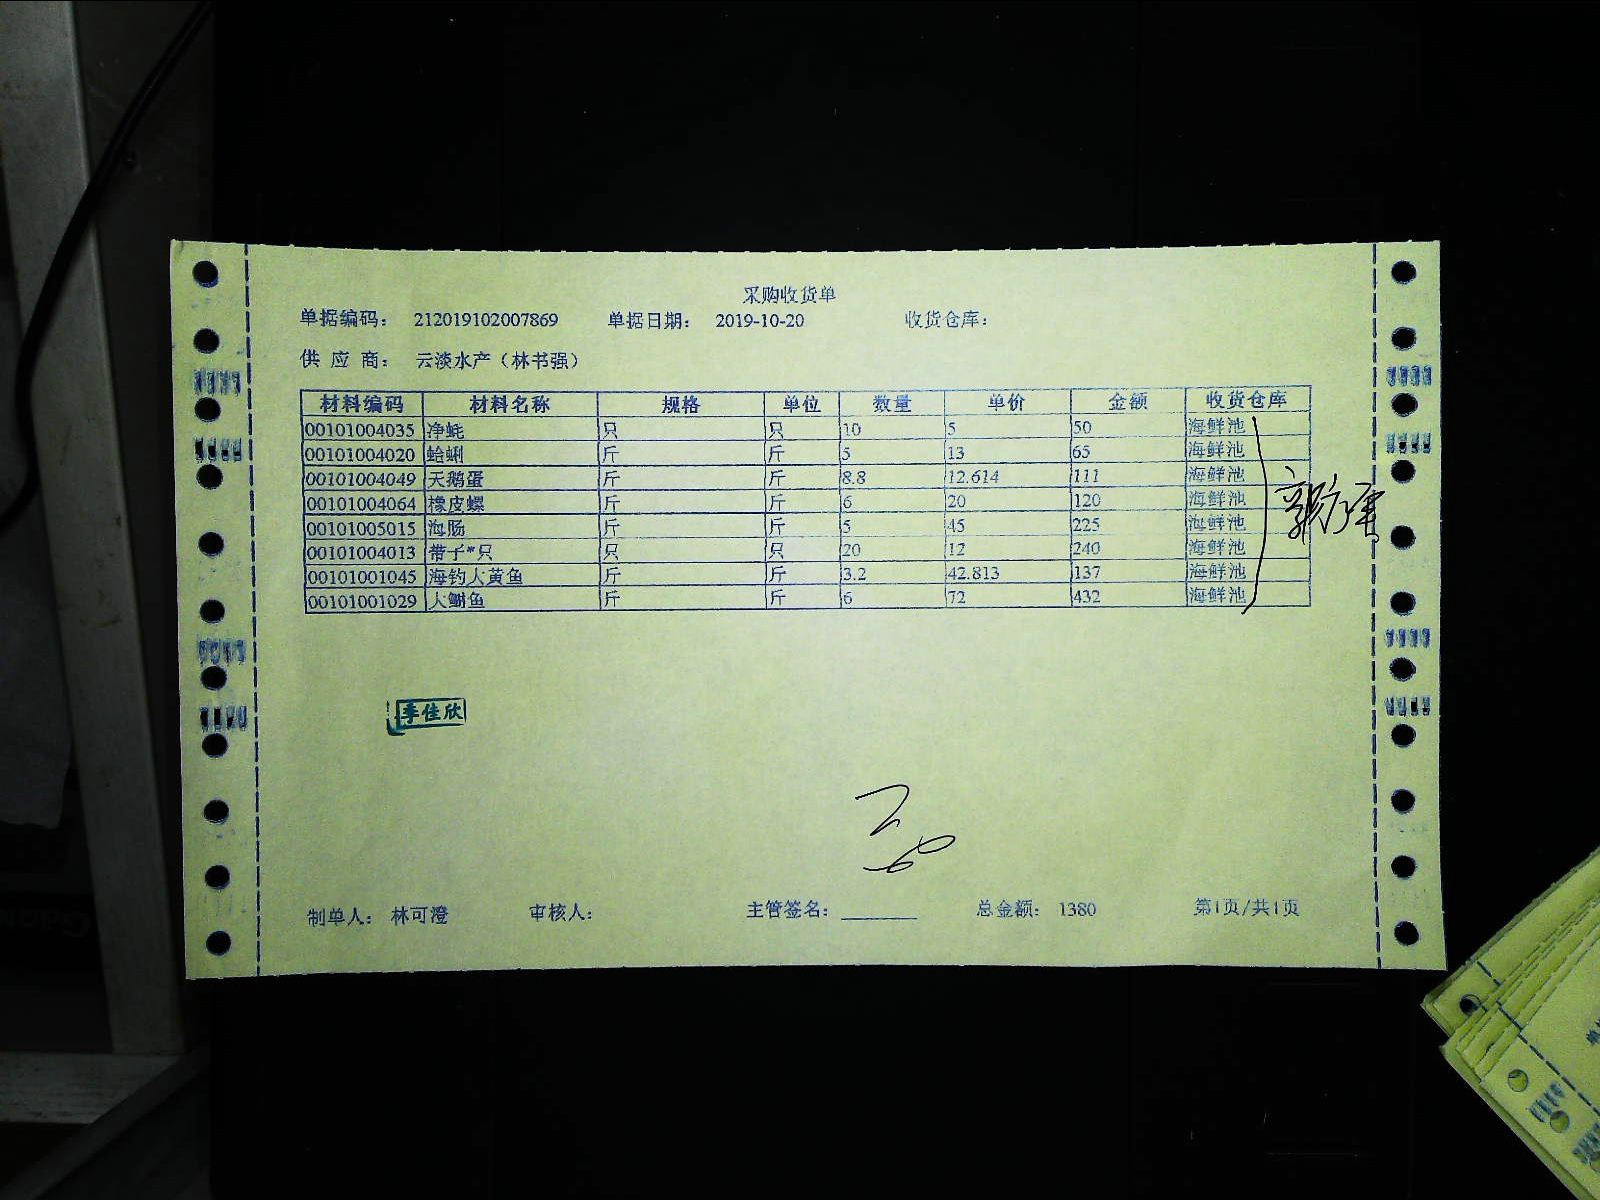 采购收货单
单据编码： 212019102007869 单据日期： 2019-10-20 收货仓库：
供 应 商： 云淡水产（林书强）
材料编码 材料名称 规格 单位 数量 单价 金额 收货仓库
00101004035 净蚝 只 只 10 5 50 海鲜池
00101004020 蛤蜊 斤 斤 5 13 65 海鲜池
00101004049 天鹅蛋 斤 斤 8.8 12.614 111 海鲜池
00101004064 橡皮螺 斤 斤 6 20 120 海鲜池
00101005015 海肠 斤 斤 5 45 225 海鲜池
00101004013 带子*只 只 只 20 12 240 海鲜池
00101001045 海钓大黄鱼 斤 斤 3.2 42.813 137 海鲜池
00101001029 大鲥鱼 斤 斤 6 72 432 海鲜池
季佳欣
制单人： 林可澄 审核人： 主管签名： 总金额： 1380 第1页/共1页